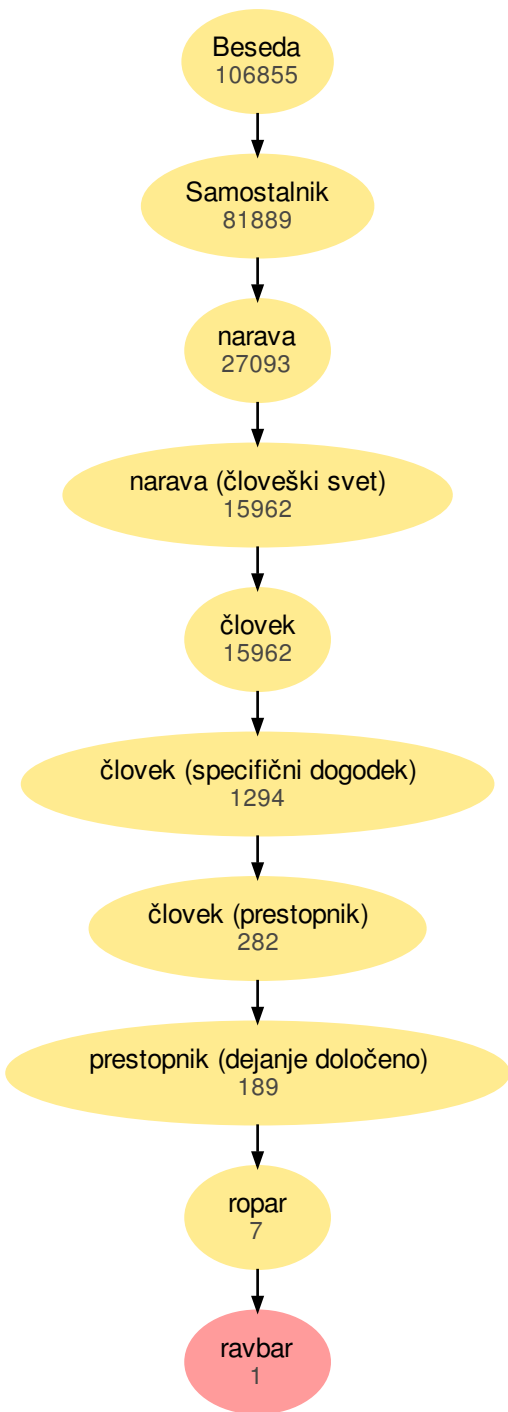 Beseda
106855
Samostalnik
81889
narava
27093
narava (človeški svet)
15962
človek
15962
človek (specifični dogodek)
1294
človek (prestopnik)
282
prestopnik (dejanje določeno)
189
ropar
7
ravbar
1